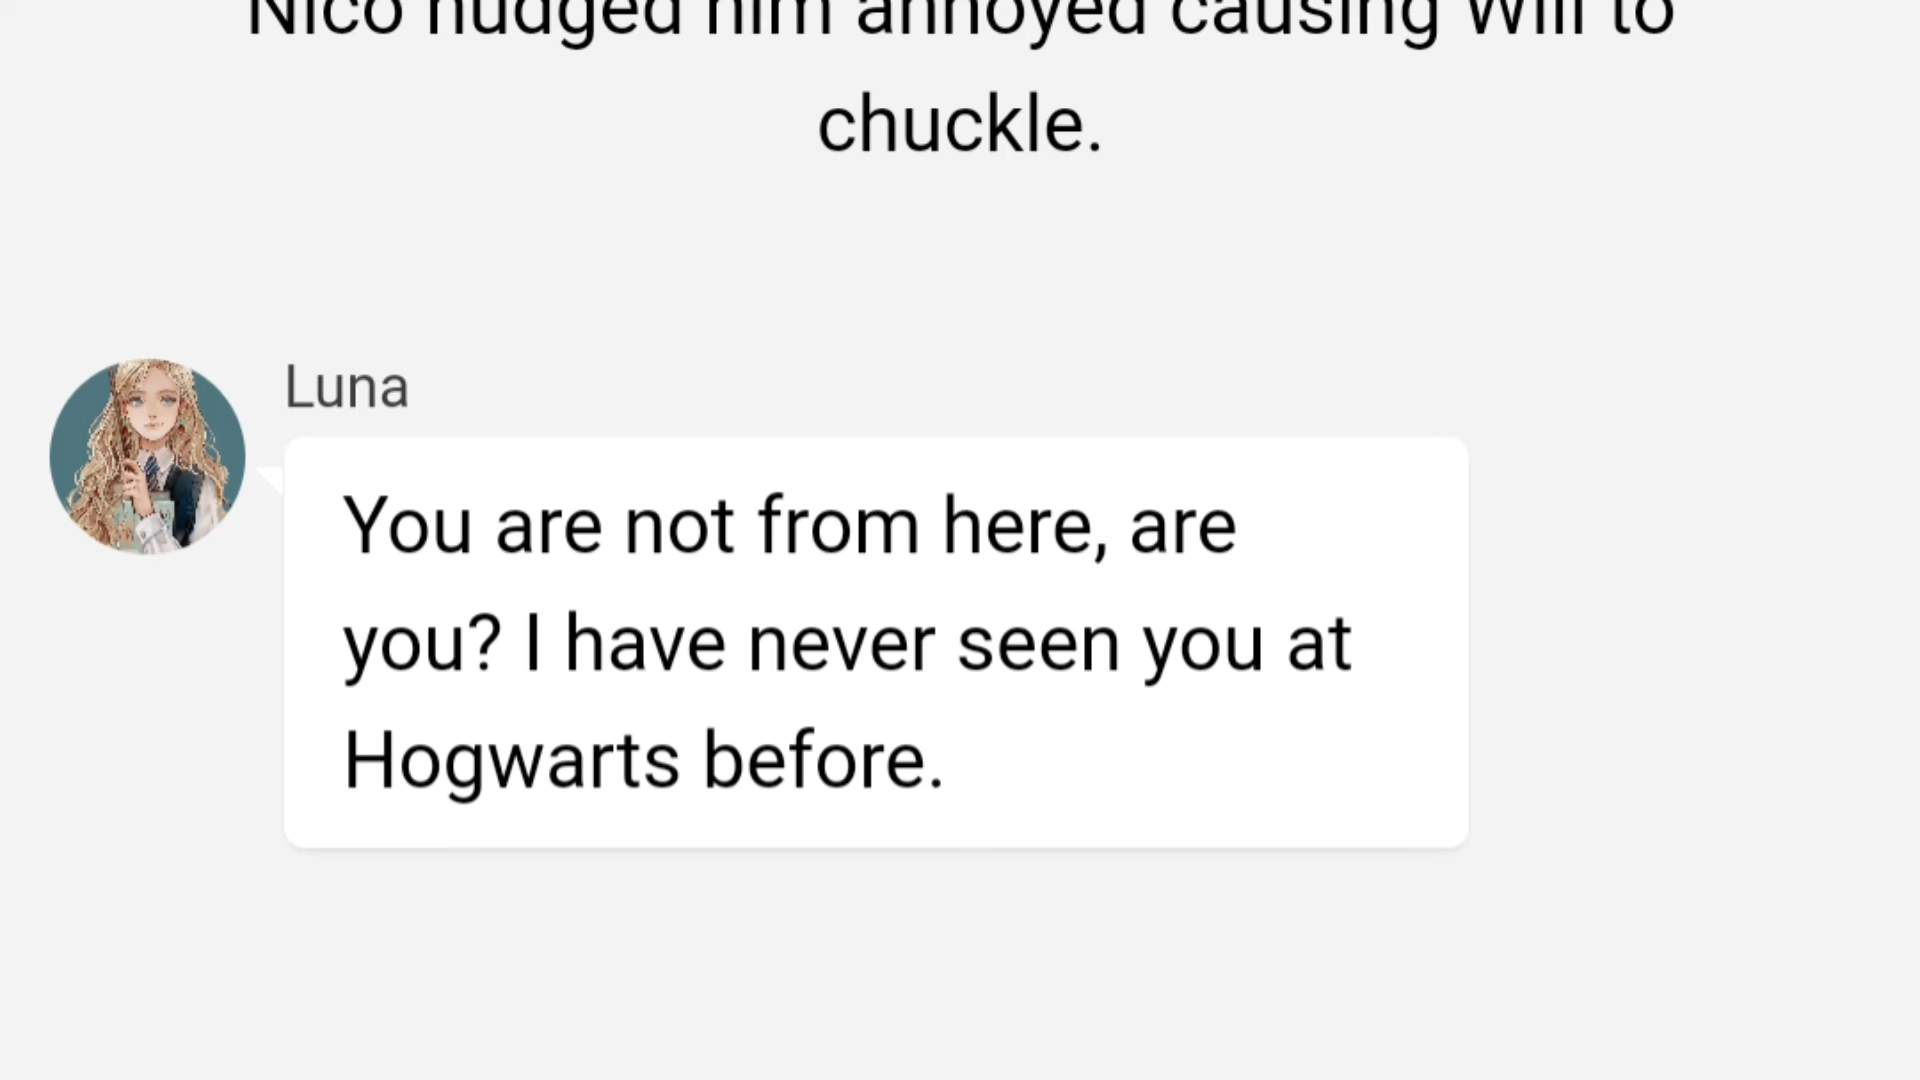 Nico nudged him annoyed causing Will to
chuckle.
Luna
You are not from here, are
you? I have never seen you at
Hogwarts before.